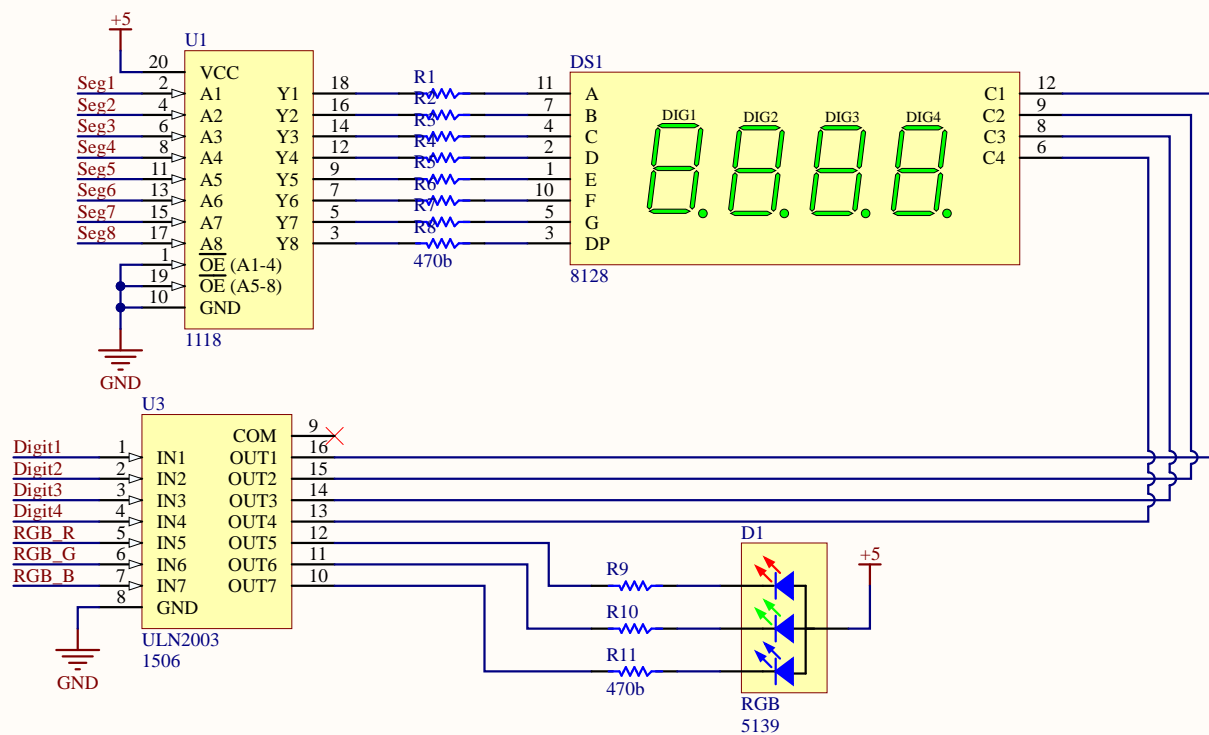 +5
U1
20 VCC
Seg1 2 A1 Y1 18 R1 11 A
Seg2 4 A2 Y2 16 R2 7 B
Seg3 6 A3 Y3 14 R3 4 C
Seg4 8 A4 Y4 12 R4 2 D
Seg5 11 A5 Y5 9 R5 1 E
Seg6 13 A6 Y6 7 R6 10 F
Seg7 15 A7 Y7 5 R7 5 G
Seg8 17 A8 Y8 3 R8 3 DP
470b
1 OE (A1-4)
19 OE (A5-8)
10 GND
1118
GND
DS1
DIG1 DIG2 DIG3 DIG4
C1 12
C2 9
C3 8
C4 6
8128
U3
COM 9
Digit1 1 IN1 OUT1 16
Digit2 2 IN2 OUT2 15
Digit3 3 IN3 OUT3 14
Digit4 4 IN4 OUT4 13
RGB_R 5 IN5 OUT5 12
RGB_G 6 IN6 OUT6 11
RGB_B 7 IN7 OUT7 10
8 GND
ULN2003
1506
GND
R9
R10
R11
470b
D1
+5
RGB
5139